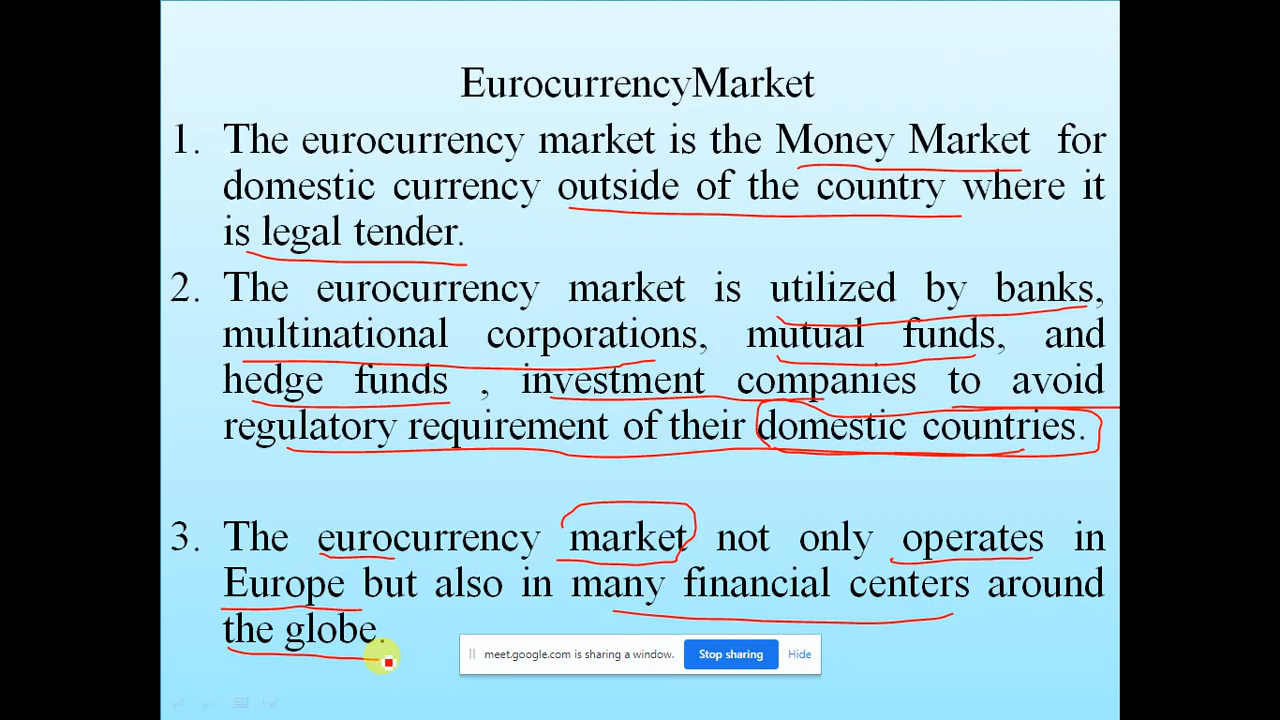 EurocurrencyMarket
1. The eurocurrency market is the Money Market for
domestic currency outside of the country where it
is legal tender.
2. The eurocurrency market is utilized by banks,
multinational corporations, mutual funds, and
hedge funds , investment companies to avoid
regulatory requirement of their domestic countries.
3. The eurocurrency market not only operates in
Europe but also in many financial centers around
the globe.
meet.google.com is sharing a window. Stop sharing Hide